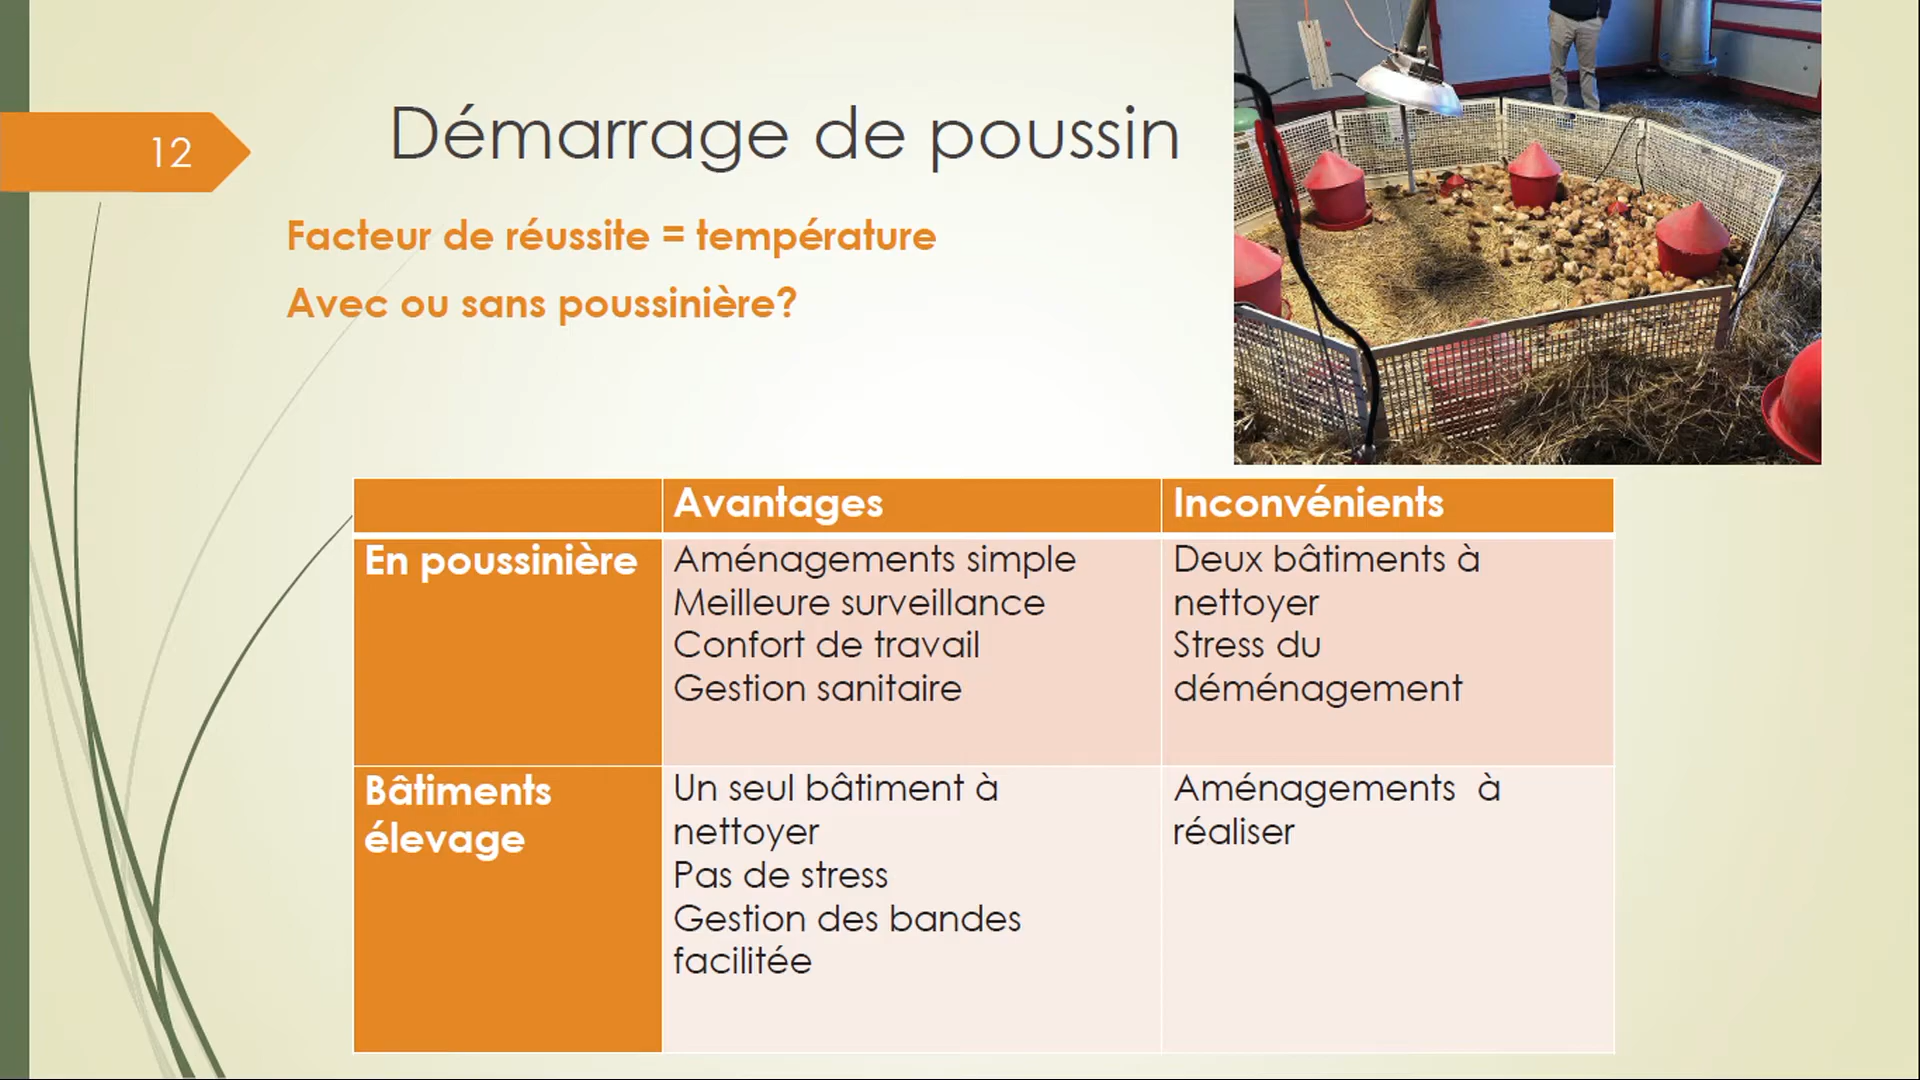 12
Démarrage de poussin
Facteur de réussite = température
Avec ou sans poussinière?
Avantages
Inconvénients
En poussinière
Aménagements simple
Meilleure surveillance
Confort de travail
Gestion sanitaire
Deux bâtiments à
nettoyer
Stress du
déménagement
Bâtiments
élevage
Un seul bâtiment à
nettoyer
Pas de stress
Gestion des bandes
facilitée
Aménagements à
réaliser